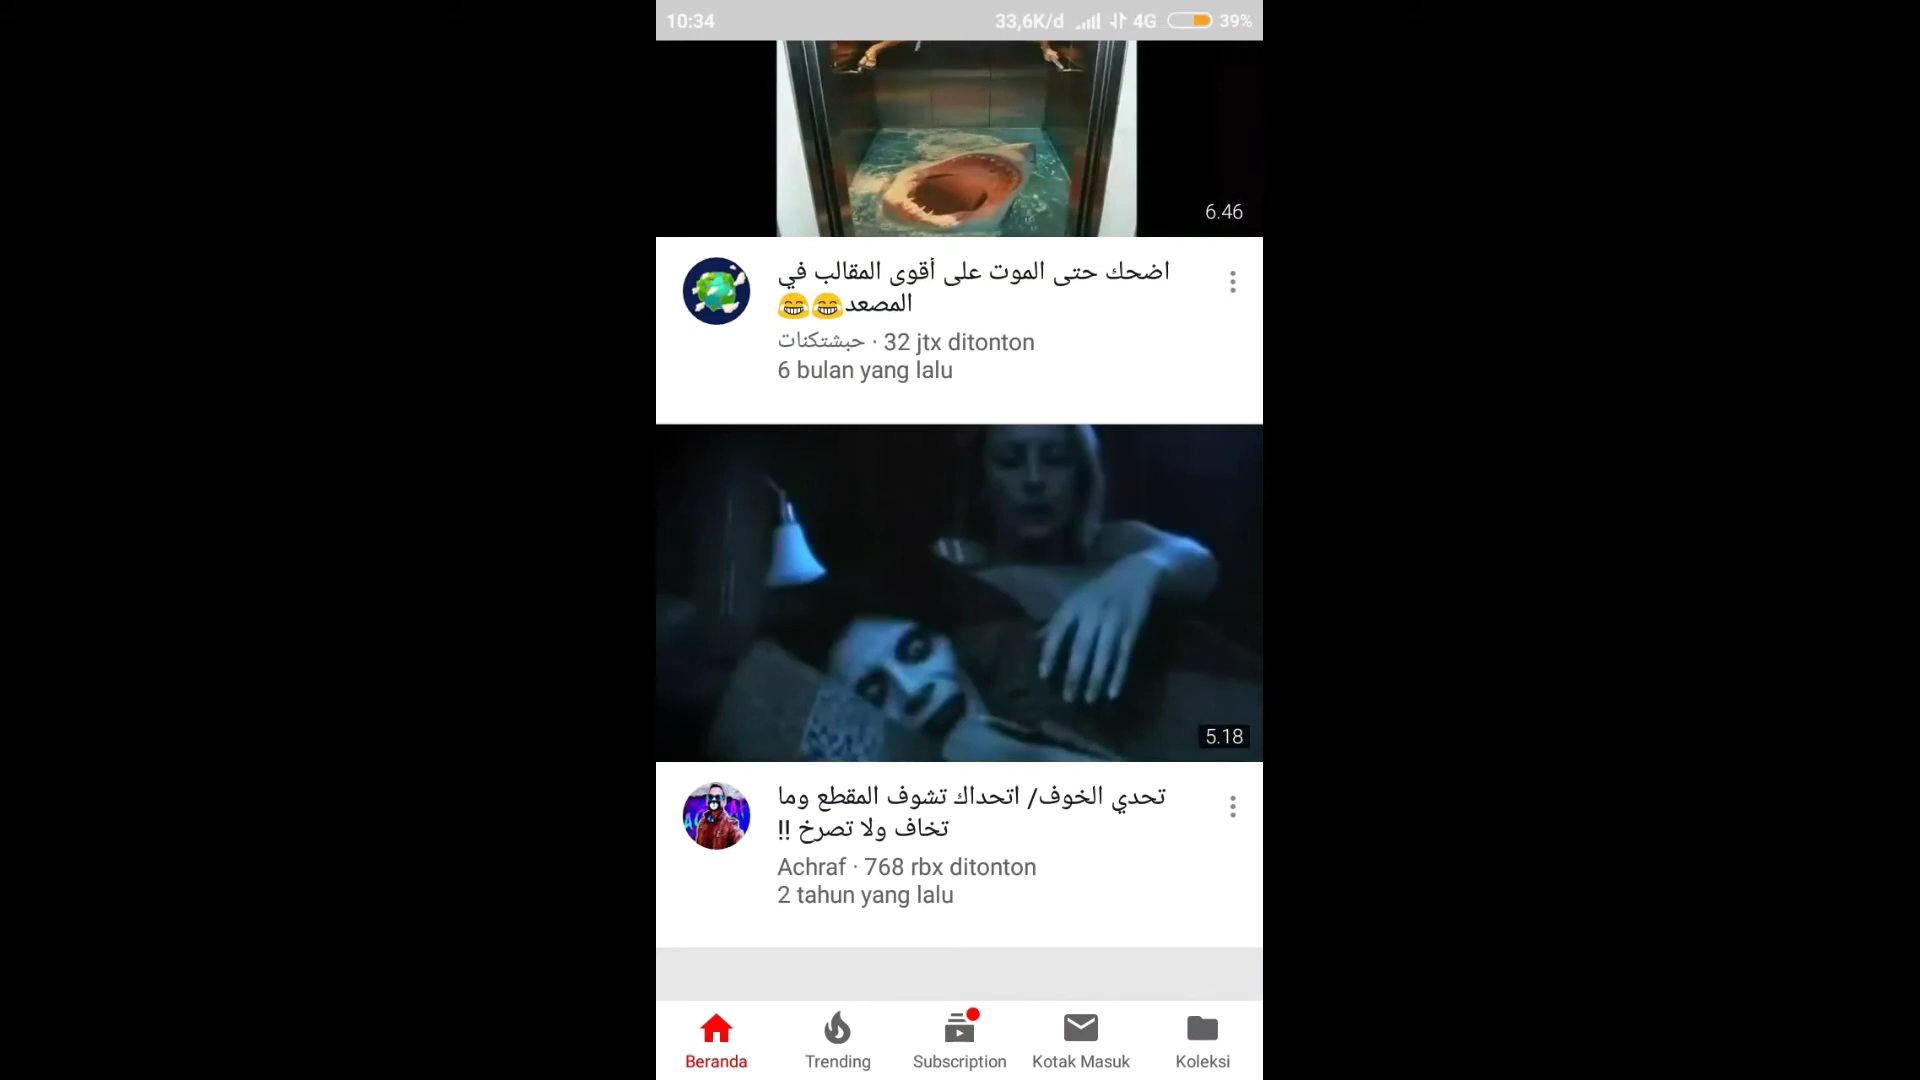 10:34
33,6K/d 4G 39%
6.46
اضحك حتى الموت على أقوى المقالب في
المصعد😂😂
حبشتكنات · 32 jtx ditonton
6 bulan yang lalu
5.18
تحدي الخوف/ اتحداك تشوف المقطع وما
تخاف ولا تصرخ !!
Achraf · 768 rbx ditonton
2 tahun yang lalu
Beranda
Trending
Subscription
Kotak Masuk
Koleksi